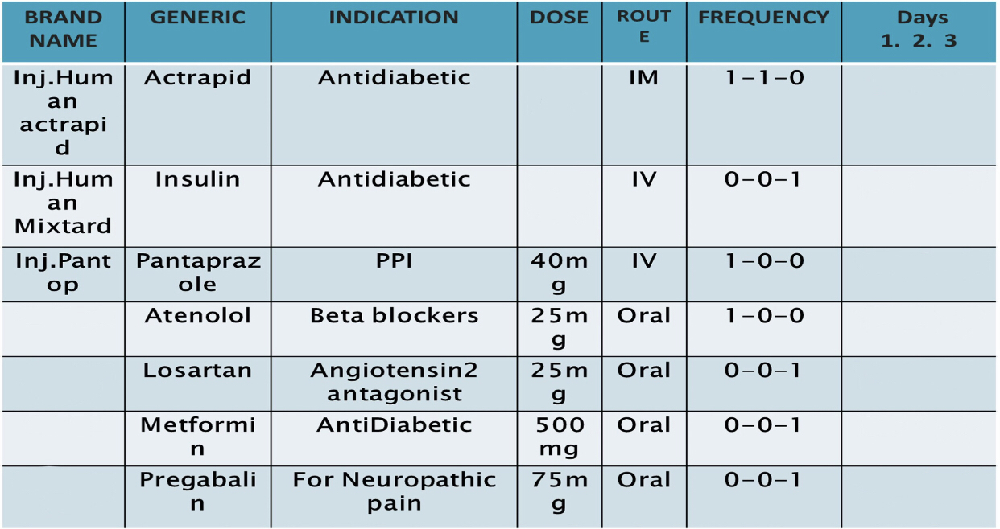 BRAND NAME GENERIC INDICATION DOSE ROUT E FREQUENCY Days 1. 2. 3
Inj.Hum an actrapi d Actrapid Antidiabetic IM 1-1-0
Inj.Hum an Mixtard Insulin Antidiabetic IV 0-0-1
Inj.Pant op Pantapraz ole PPI 40m g IV 1-0-0
Atenolol Beta blockers 25m g Oral 1-0-0
Losartan Angiotensin2 antagonist 25m g Oral 0-0-1
Metformi n AntiDiabetic 500 mg Oral 0-0-1
Pregabali n For Neuropathic pain 75m g Oral 0-0-1